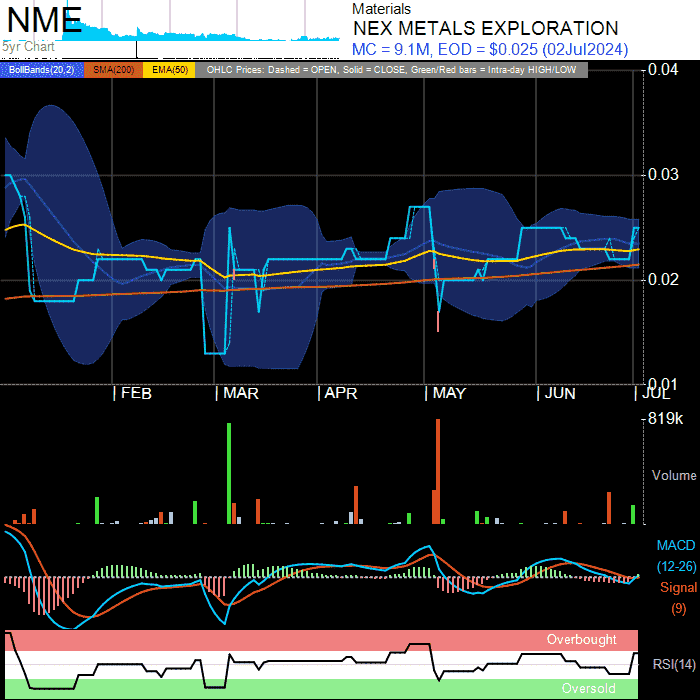 NME
5yr Chart
Materials
NEX METALS EXPLORATION
MC = 9.1M, EOD = $0.025 (02Jul2024)
BollBands(20,2) SMA(200) EMA(50) OHLC Prices: Dashed = OPEN, Solid = CLOSE, Green/Red bars = Intra-day HIGH/LOW
0.04
0.03
0.02
0.01
FEB MAR APR MAY JUN JUL
819k
Volume
MACD
(12-26)
Signal
(9)
Overbought
RSI(14)
Oversold